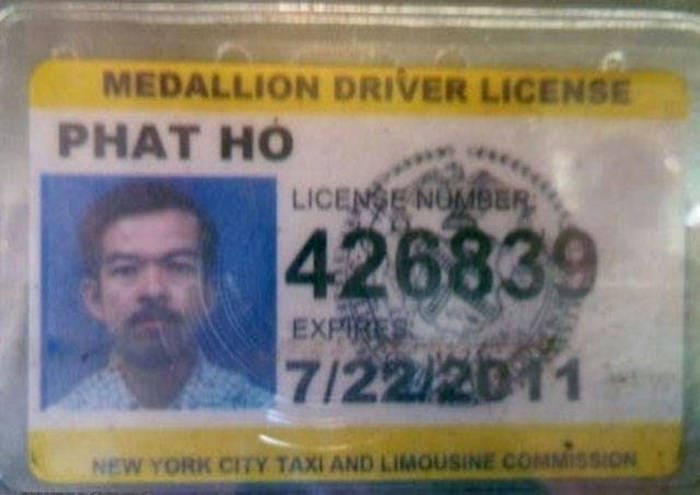 MEDALLION DRIVER LICENSE
PHAT HO
LICENSE NUMBER:
426839
EXPIRES:
7/22/2011
NEW YORK CITY TAXI AND LIMOUSINE COMMISSION